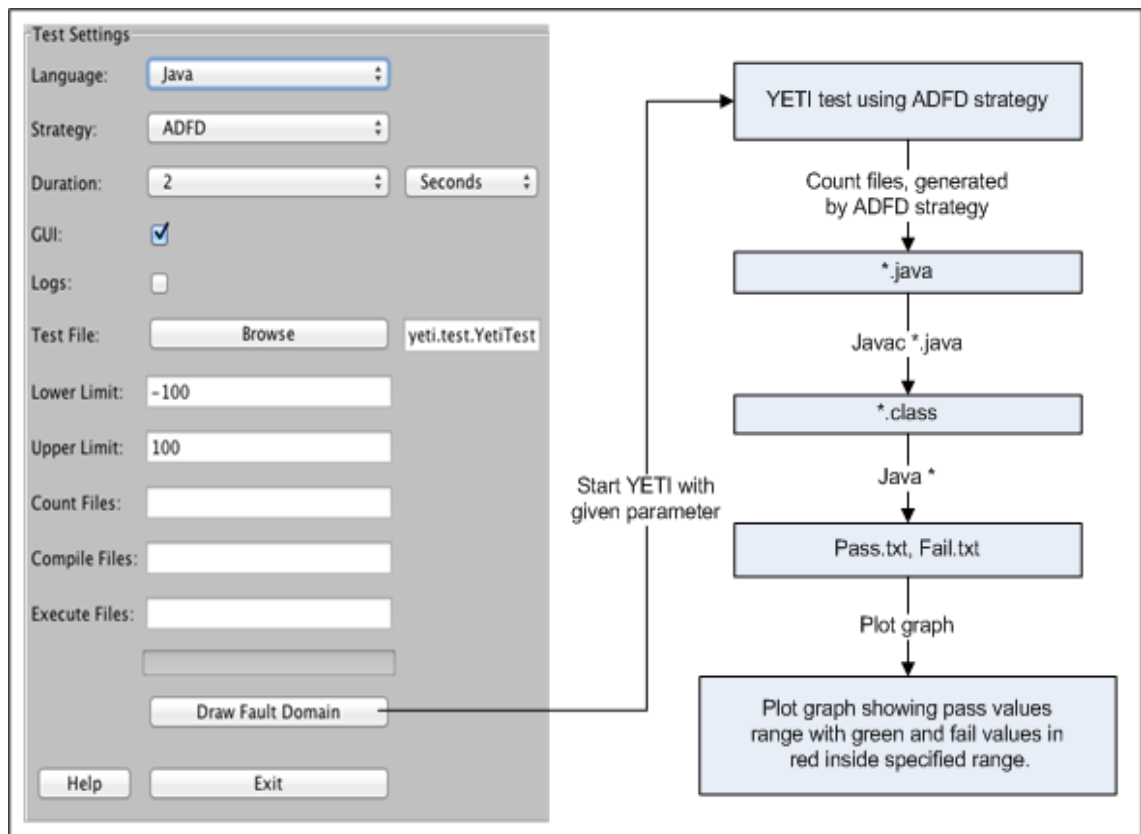 Test Settings
Language:
Java
Strategy:
ADFD
Duration:
2
Seconds
GUI:
Logs:
Test File:
Browse
yeti.test.YetiTest
Lower Limit:
-100
Upper Limit:
100
Count Files:
Compile Files:
Execute Files:
Draw Fault Domain
Help
Exit
Start YETI with
given parameter
YETI test using ADFD strategy
Count files, generated
by ADFD strategy
*.java
Javac *.java
*.class
Java *
Pass.txt, Fail.txt
Plot graph
Plot graph showing pass values
range with green and fail values in
red inside specified range.